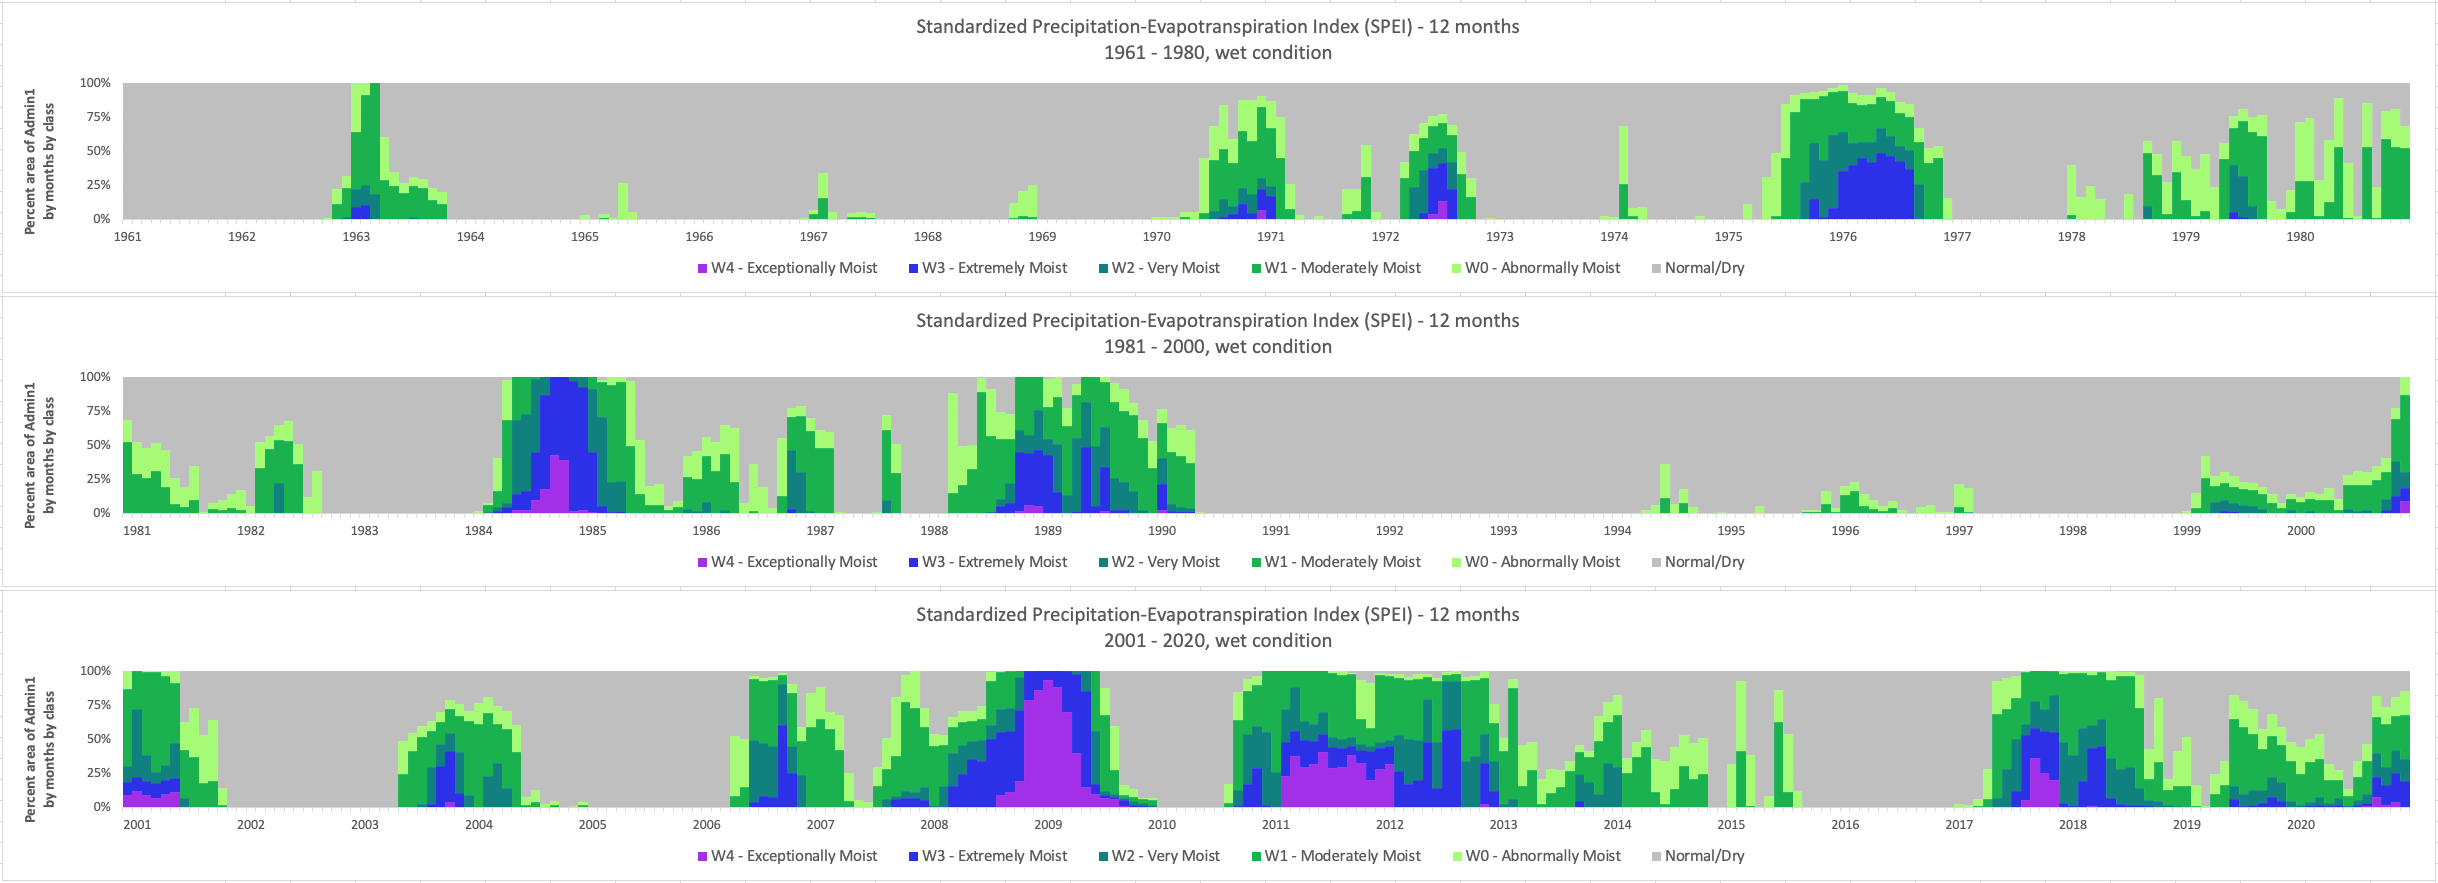 Standardized Precipitation-Evapotranspiration Index (SPEI) - 12 months
1961 - 1980, wet condition
Percent area of Admin1
by months by class
100%
75%
50%
25%
0%
1961 1962 1963 1964 1965 1966 1967 1968 1969 1970 1971 1972 1973 1974 1975 1976 1977 1978 1979 1980
W4 - Exceptionally Moist W3 - Extremely Moist W2 - Very Moist W1 - Moderately Moist W0 - Abnormally Moist Normal/Dry
Standardized Precipitation-Evapotranspiration Index (SPEI) - 12 months
1981 - 2000, wet condition
Percent area of Admin1
by months by class
100%
75%
50%
25%
0%
1981 1982 1983 1984 1985 1986 1987 1988 1989 1990 1991 1992 1993 1994 1995 1996 1997 1998 1999 2000
W4 - Exceptionally Moist W3 - Extremely Moist W2 - Very Moist W1 - Moderately Moist W0 - Abnormally Moist Normal/Dry
Standardized Precipitation-Evapotranspiration Index (SPEI) - 12 months
2001 - 2020, wet condition
Percent area of Admin1
by months by class
100%
75%
50%
25%
0%
2001 2002 2003 2004 2005 2006 2007 2008 2009 2010 2011 2012 2013 2014 2015 2016 2017 2018 2019 2020
W4 - Exceptionally Moist W3 - Extremely Moist W2 - Very Moist W1 - Moderately Moist W0 - Abnormally Moist Normal/Dry